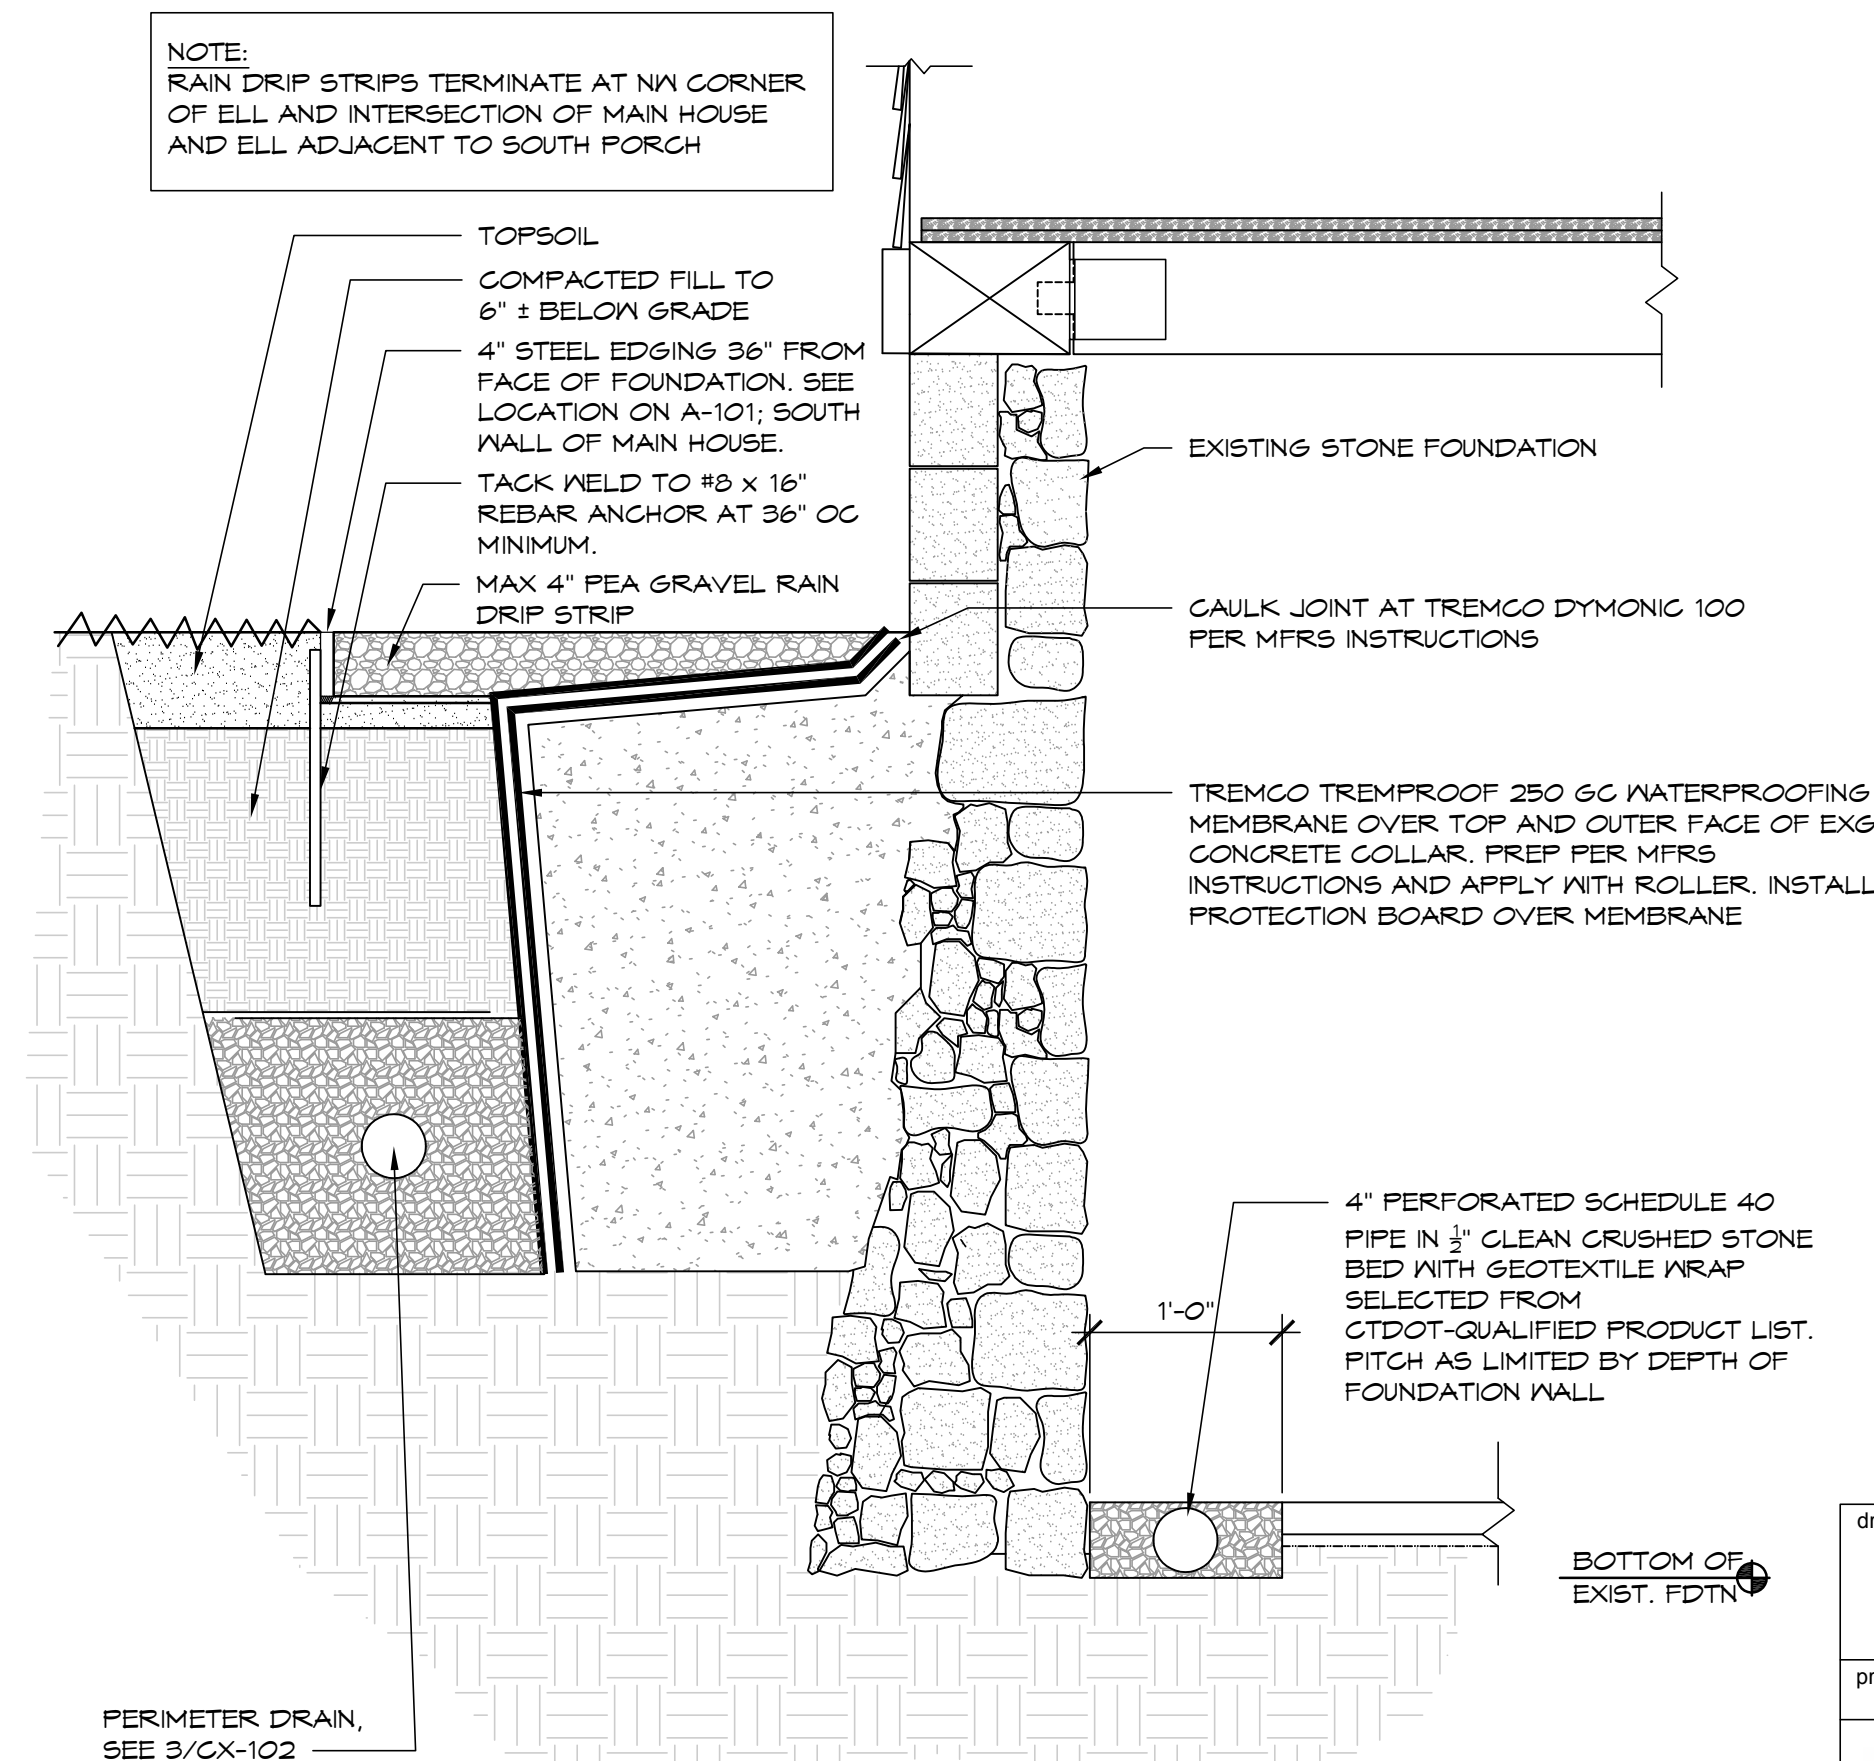 NOTE:
RAIN DRIP STRIPS TERMINATE AT NW CORNER
OF ELL AND INTERSECTION OF MAIN HOUSE
AND ELL ADJACENT TO SOUTH PORCH
TOPSOIL
COMPACTED FILL TO
6" ± BELOW GRADE
4" STEEL EDGING 36" FROM
FACE OF FOUNDATION. SEE
LOCATION ON A-101; SOUTH
WALL OF MAIN HOUSE.
TACK WELD TO #8 x 16"
REBAR ANCHOR AT 36" OC
MINIMUM.
MAX 4" PEA GRAVEL RAIN
DRIP STRIP
EXISTING STONE FOUNDATION
CAULK JOINT AT TREMCO DYMONIC 100
PER MFRS INSTRUCTIONS
TREMCO TREMPROOF 250 GC WATERPROOFING
MEMBRANE OVER TOP AND OUTER FACE OF EXG
CONCRETE COLLAR. PREP PER MFRS
INSTRUCTIONS AND APPLY WITH ROLLER. INSTALL
PROTECTION BOARD OVER MEMBRANE
4" PERFORATED SCHEDULE 40
PIPE IN ½" CLEAN CRUSHED STONE
BED WITH GEOTEXTILE WRAP
SELECTED FROM
CTDOT-QUALIFIED PRODUCT LIST.
PITCH AS LIMITED BY DEPTH OF
FOUNDATION WALL
1'-0"
BOTTOM OF
EXIST. FDTN
PERIMETER DRAIN,
SEE 3/CX-102